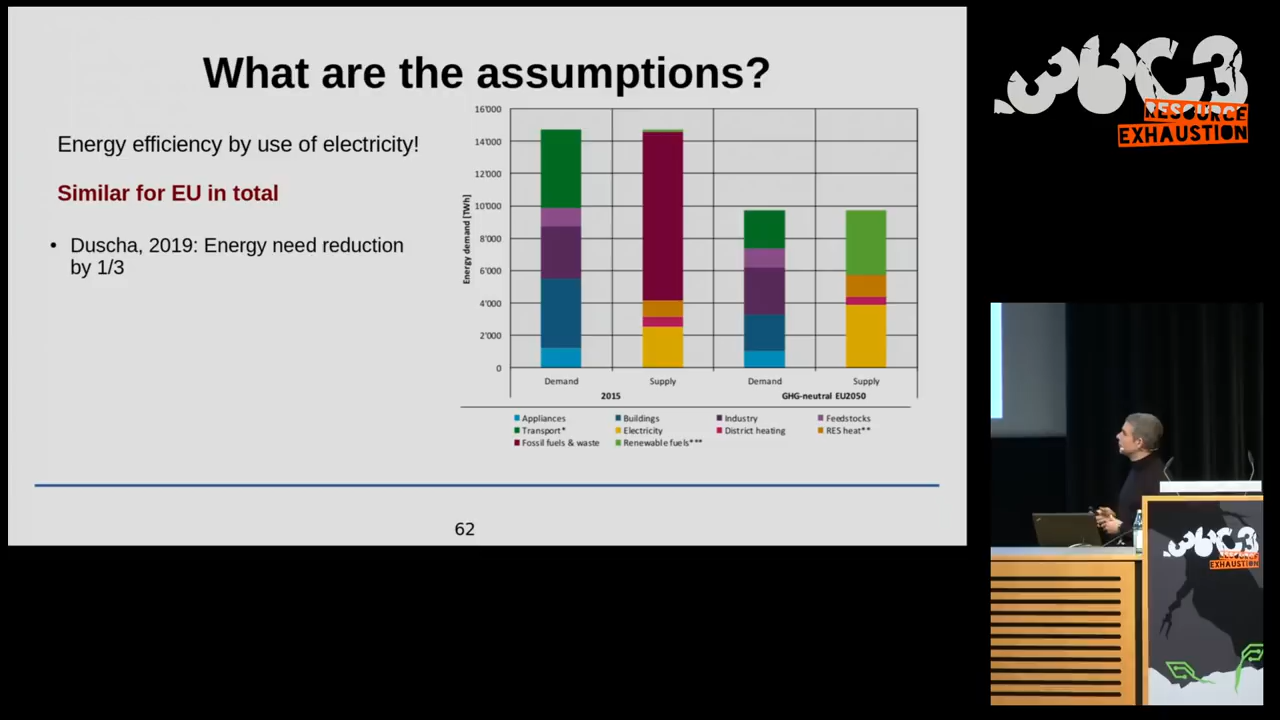 What are the assumptions?
Energy efficiency by use of electricity!
Similar for EU in total
• Duscha, 2019: Energy need reduction
by 1/3
Energy demand [TWh]
16'000
14'000
12'000
10'000
8'000
6'000
4'000
2'000
0
Demand
Supply
Demand
Supply
2015
GHG-neutral EU2050
Appliances
Buildings
Industry
Feedstocks
Transport*
Electricity
District heating
RES heat**
Fossil fuels & waste
Renewable fuels***
62
36C3
RESOURCE
EXHAUSTION
36C3
RESOURCE
EXHAUSTION